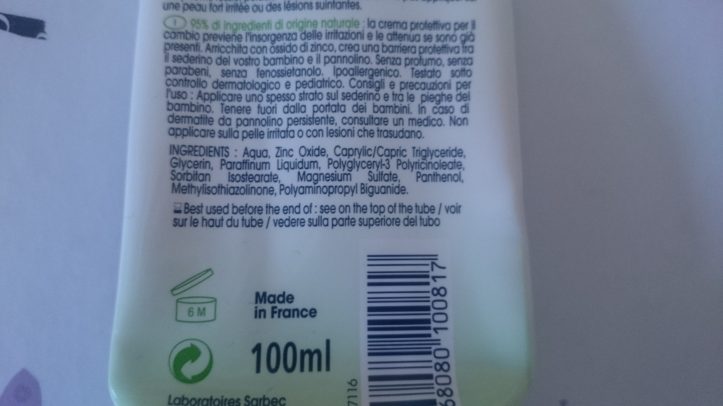 une peau fort irritée ou des lésions suintantes.
I 95% di ingredienti di origine naturale : la crema protettiva per il
cambio previene l'insorgenza delle irritazioni e le attenua se sono già
presenti. Arricchita con ossido di zinco, crea una barriera protettiva tra
il sederino del vostro bambino e il pannolino. Senza profumo, senza
parabeni, senza fenossietanolo. Ipoallergenico. Testato sotto
controllo dermatologico e pediatrico. Consigli e precauzioni per
l'uso : Applicare uno spesso strato sul sederino e tra le pieghe del
bambino. Tenere fuori dalla portata dei bambini. In caso di
dermatite da pannolino persistente, consultare un medico. Non
applicare sulla pelle irritata o con lesioni che trasudano.
INGREDIENTS : Aqua, Zinc Oxide, Caprylic/Capric Triglyceride,
Glycerin, Paraffinum Liquidum, Polyglyceryl-3 Polyricinoleate,
Sorbitan Isostearate, Magnesium Sulfate, Panthenol,
Methylisothiazolinone, Polyaminopropyl Biguanide.
Best used before the end of : see on the top of the tube / voir
sur le haut du tube / vedere sulla parte superiore del tubo
6 M
Made
in France
100ml
Laboratoires Sarbec
7116
68080 100817